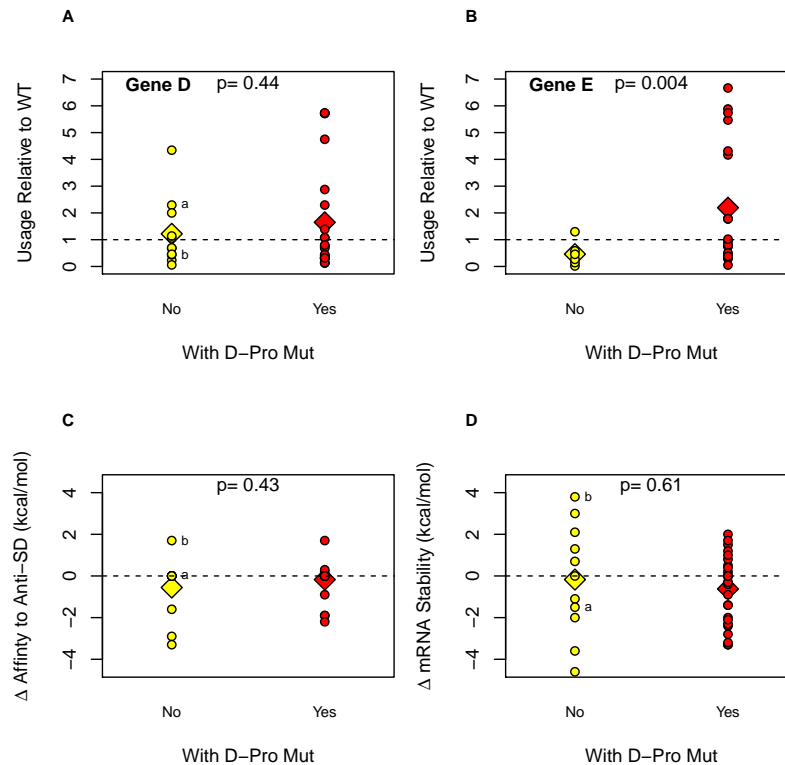 A
Usage Relative to WT
7
6
5
4
3
2
1
0
Gene D p= 0.44
a
b
No Yes
With D−Pro Mut
B
Usage Relative to WT
7
6
5
4
3
2
1
0
Gene E p= 0.004
No Yes
With D−Pro Mut
C
Δ Affinty to Anti−SD (kcal/mol)
4
2
0
−2
−4
p= 0.43
b
a
No Yes
With D−Pro Mut
D
Δ mRNA Stability (kcal/mol)
4
2
0
−2
−4
p= 0.61
b
a
No Yes
With D−Pro Mut